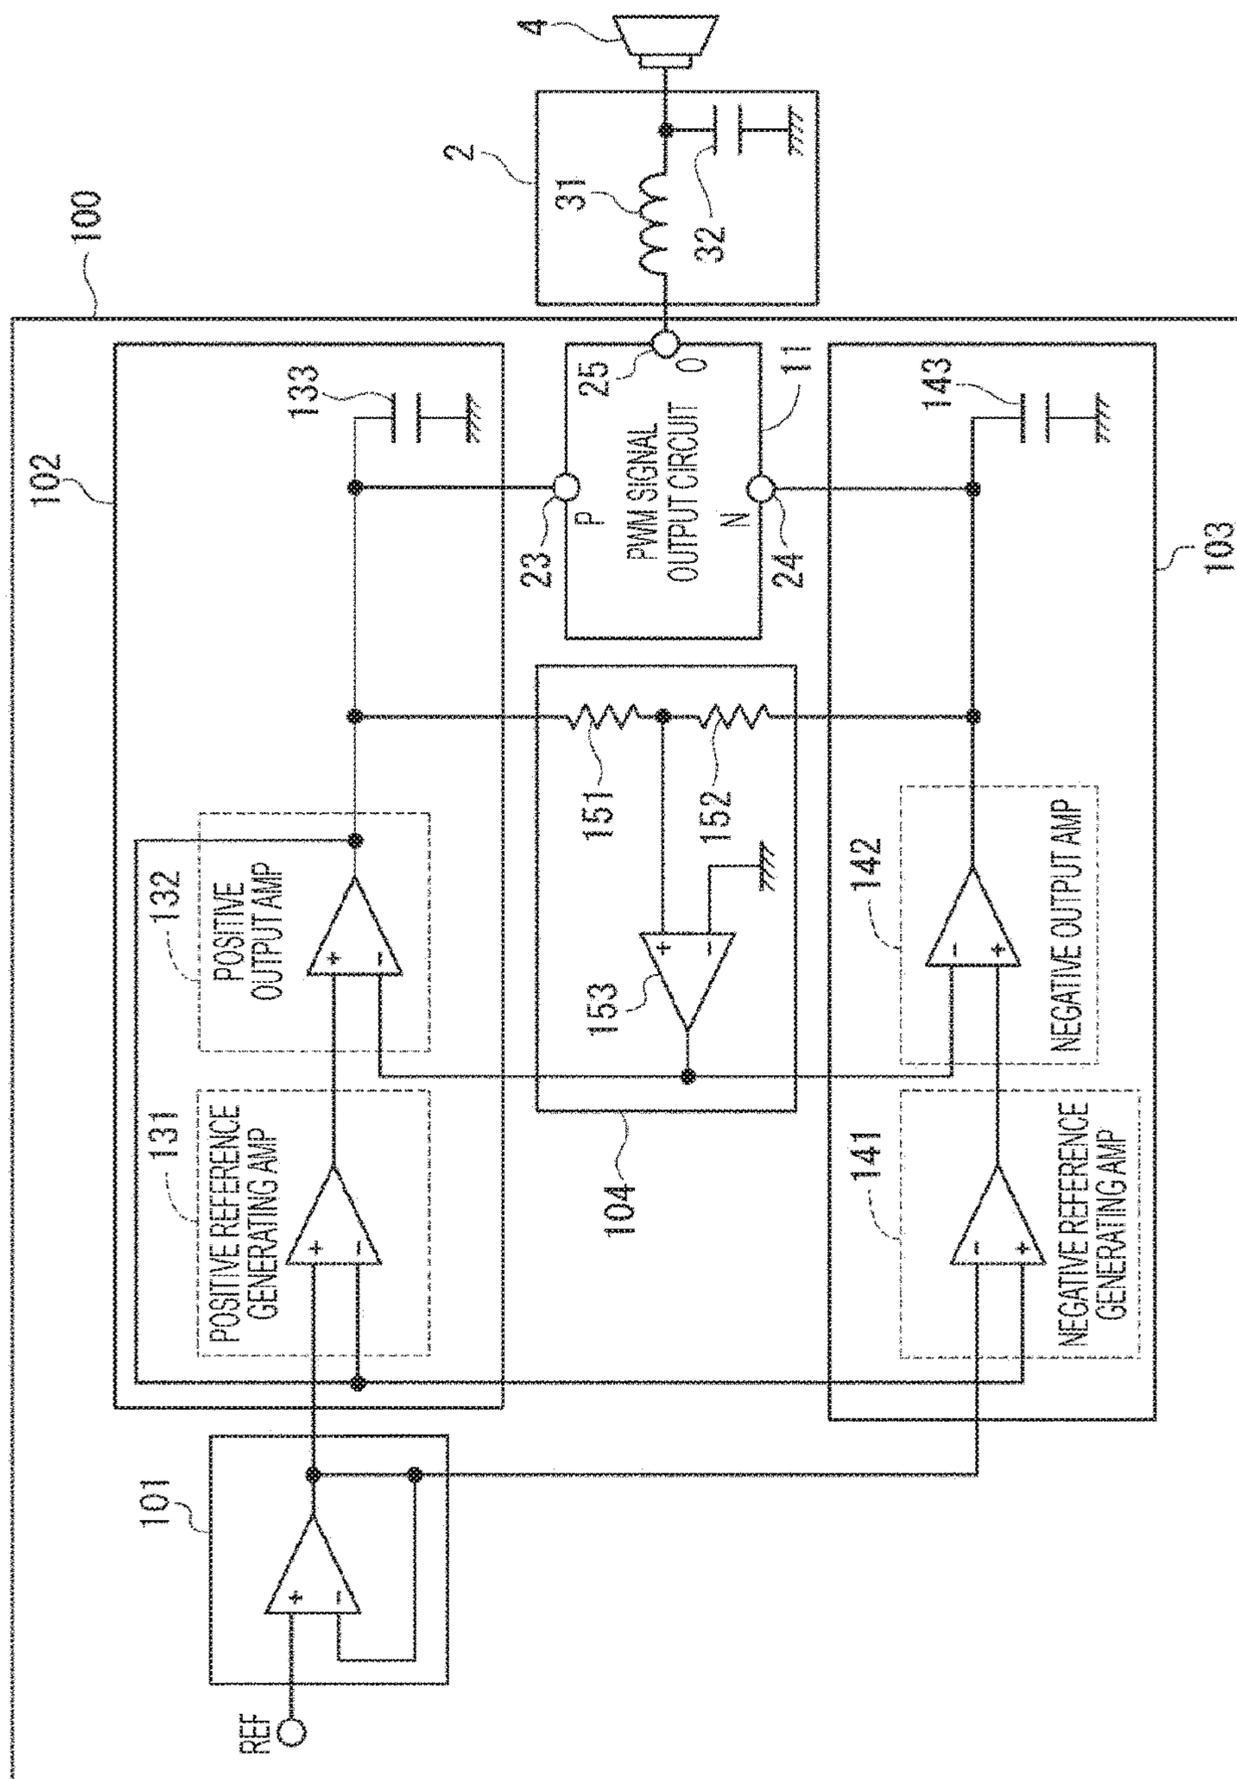 100
102
133
2
4
31
32
132
POSITIVE
OUTPUT AMP
+
-
131
POSITIVE REFERENCE
GENERATING AMP
+
-
101
+
-
REF
23
P
25
O
PWM SIGNAL
OUTPUT CIRCUIT
N
24
11
151
152
153
+
-
104
143
142
-
+
NEGATIVE OUTPUT AMP
141
-
+
NEGATIVE REFERENCE
GENERATING AMP
103